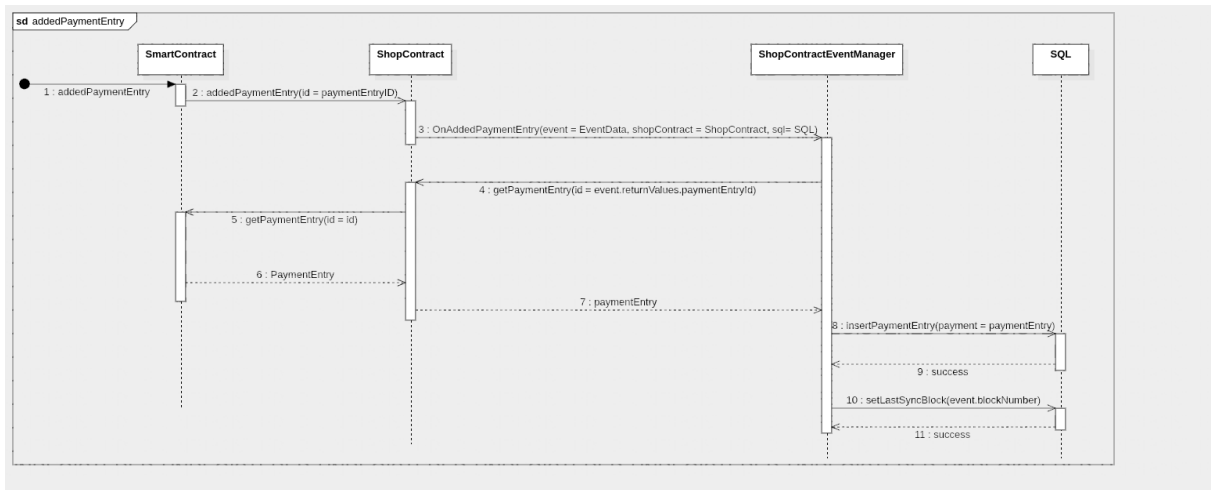 sd addedPaymentEntry
SmartContract
ShopContract
ShopContractEventManager
SQL
1 : addedPaymentEntry
2 : addedPaymentEntry(id = paymentEntryID)
3 : OnAddedPaymentEntry(event = EventData, shopContract = ShopContract, sql= SQL)
4 : getPaymentEntry(id = event.returnValues.paymentEntryId)
5 : getPaymentEntry(id = id)
6 : PaymentEntry
7 : paymentEntry
8 : insertPaymentEntry(payment = paymentEntry)
9 : success
10 : setLastSyncBlock(event.blockNumber)
11 : success